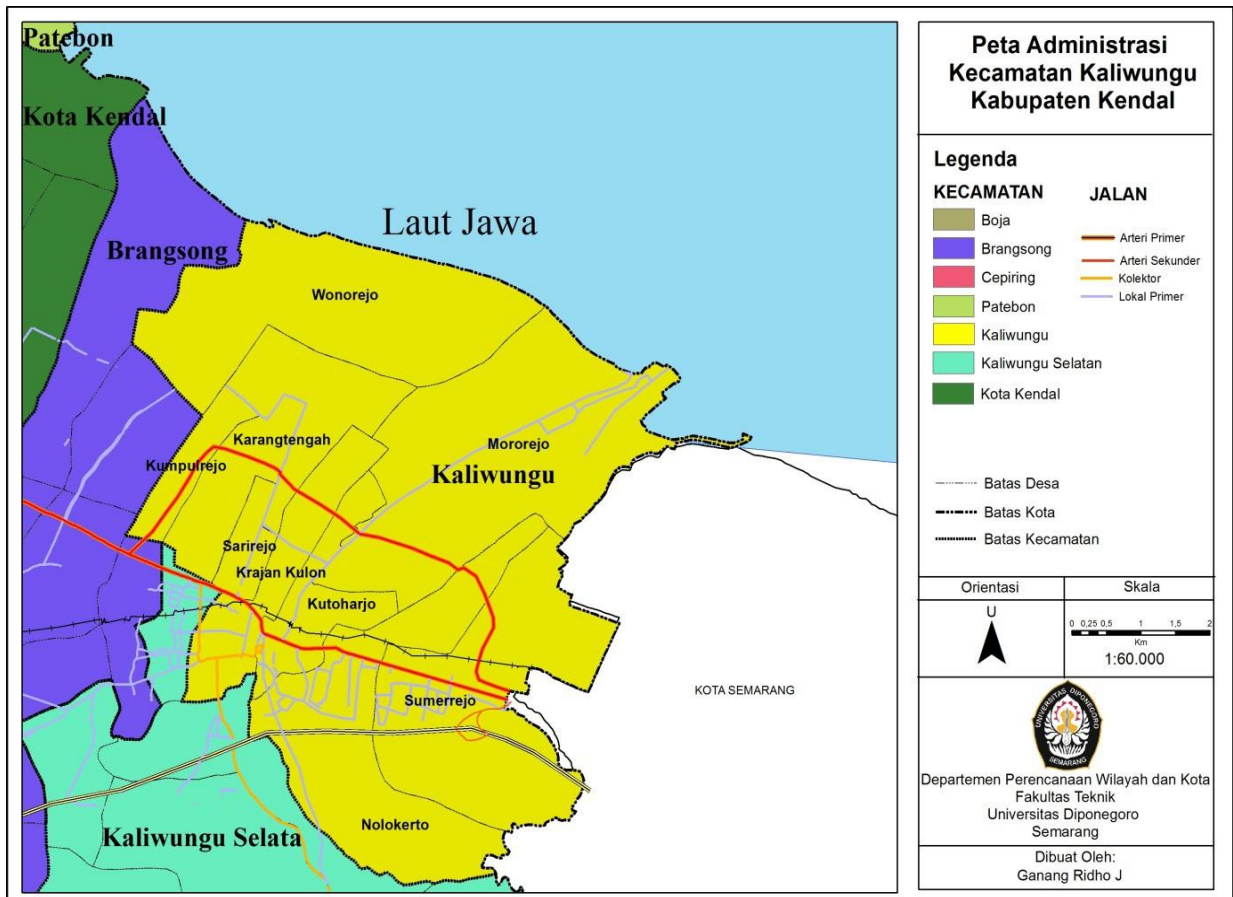 Patebon
Kota Kendal
Brangsong
Laut Jawa
Wonorejo
Karangtengah
Kumpulrejo
Mororejo
Kaliwungu
Sarirejo
Krajan Kulon
Kutoharjo
Sumerrejo
KOTA SEMARANG
Nolokerto
Kaliwungu Selata
Peta Administrasi
Kecamatan Kaliwungu
Kabupaten Kendal
Legenda
KECAMATAN
Boja
Brangsong
Cepiring
Patebon
Kaliwungu
Kaliwungu Selatan
Kota Kendal
JALAN
Arteri Primer
Arteri Sekunder
Kolektor
Lokal Primer
Batas Desa
Batas Kota
Batas Kecamatan
Orientasi
U
Skala
0 0,25 0,5 1 1,5 2
Km
1:60.000
UNIVERSITAS DIPONEGORO
SEMARANG
Departemen Perencanaan Wilayah dan Kota
Fakultas Teknik
Universitas Diponegoro
Semarang
Dibuat Oleh:
Ganang Ridho J